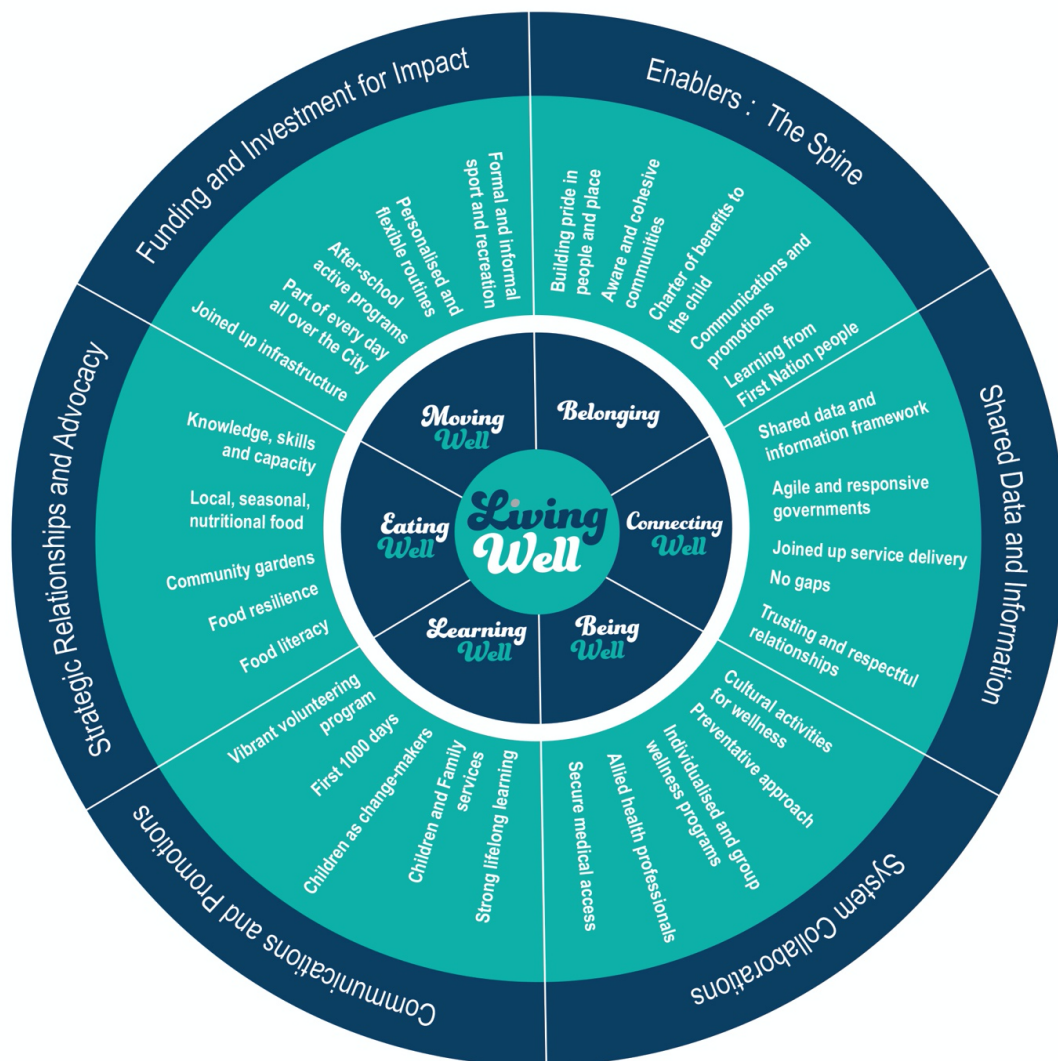 Enablers : The Spine
Shared Data and Information
System Collaborations
Communications and Promotions
Strategic Relationships and Advocacy
Funding and Investment for Impact
Building pride in
people and place
Aware and cohesive
communities
Charter of benefits to
the child
Communications and
promotions
Learning from
First Nation people
Shared data and
information framework
Agile and responsive
governments
Joined up service delivery
No gaps
Trusting and respectful
relationships
Cultural activities
for wellness
Preventative approach
Individualised and group
wellness programs
Allied health professionals
Secure medical access
Strong lifelong learning
Children and Family
services
Children as change-makers
First 1000 days
Vibrant volunteering
program
Food literacy
Food resilience
Community gardens
Local, seasonal,
nutritional food
Knowledge, skills
and capacity
Joined up infrastructure
Part of every day
all over the City
After-school
active programs
Personalised and
flexible routines
Formal and informal
sport and recreation
Belonging
Connecting
Well
Being
Well
Learning
Well
Eating
Well
Moving
Well
Living
Well